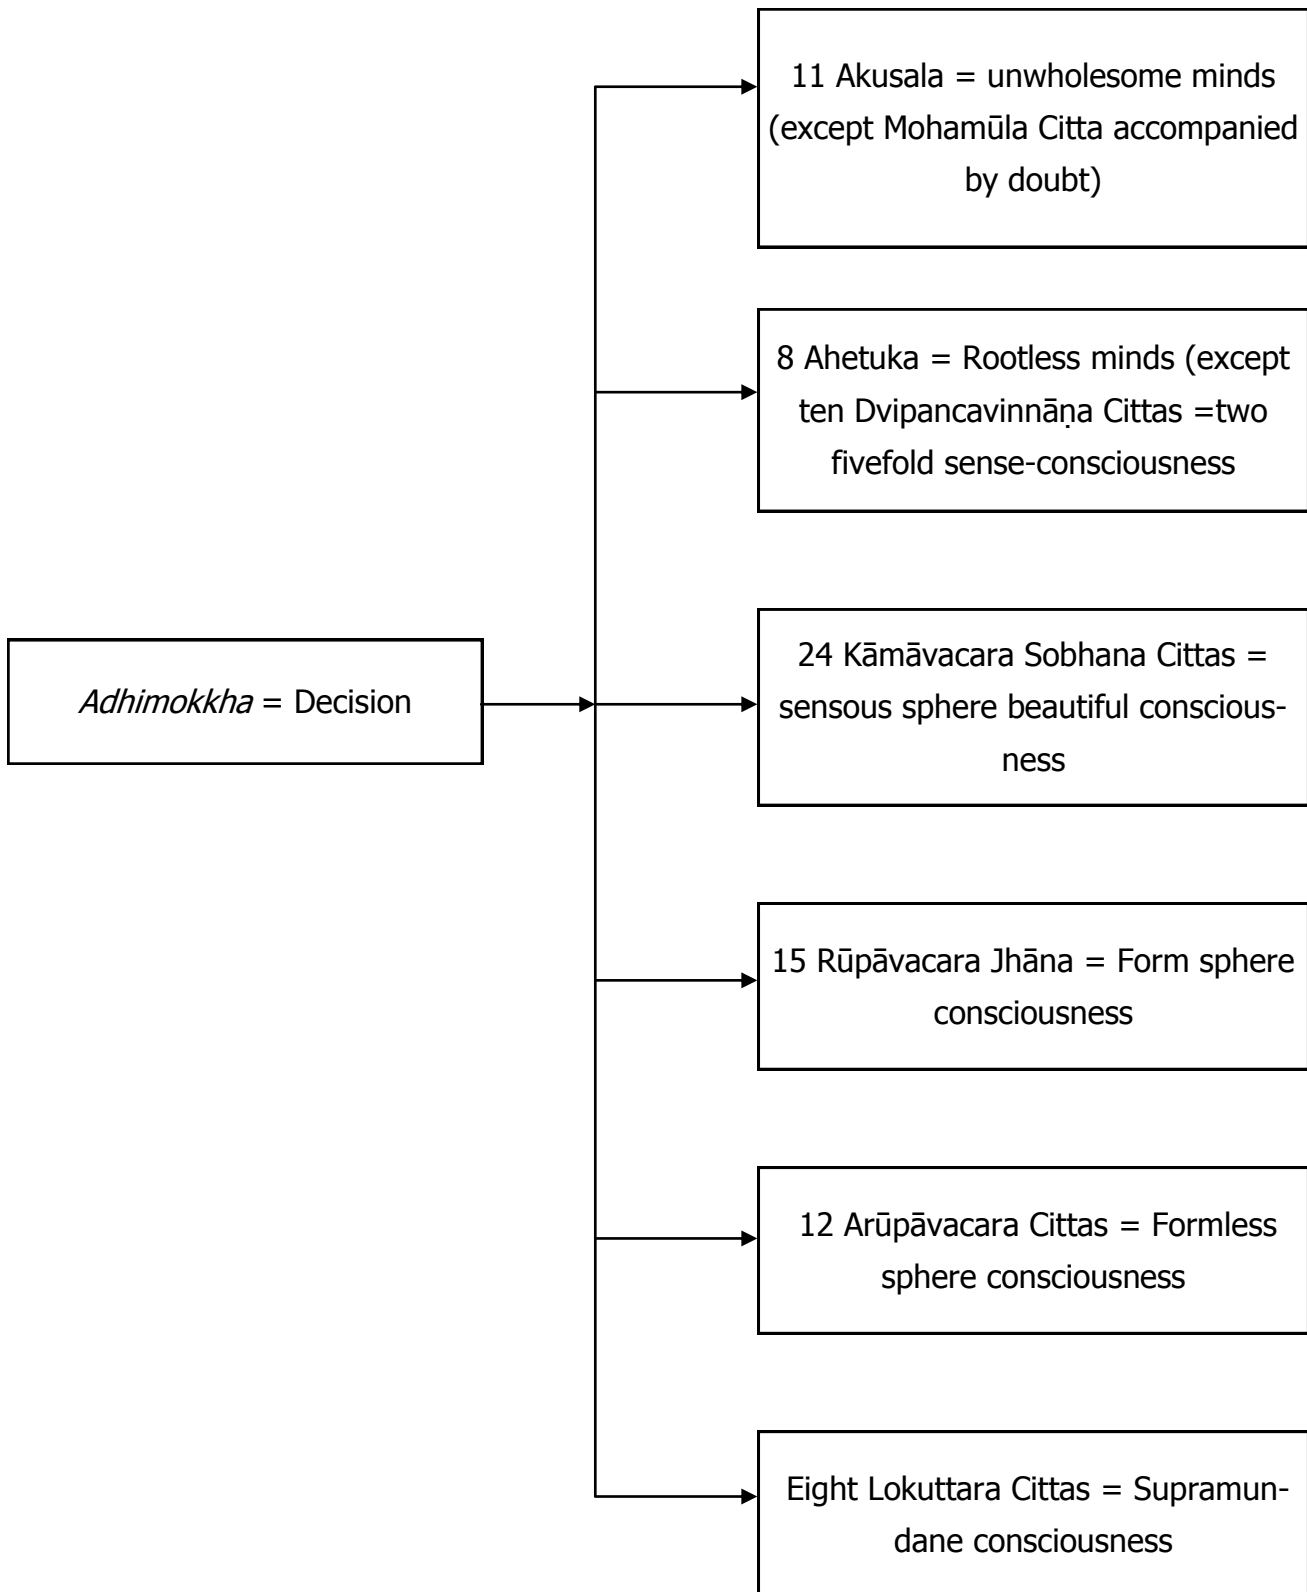 11 Akusala = unwholesome minds
(except Mohamūla Citta accompanied
by doubt)
8 Ahetuka = Rootless minds (except
ten Dvipancavinnāṇa Cittas =two
fivefold sense-consciousness
Adhimokkha = Decision
24 Kāmāvacara Sobhana Cittas =
sensous sphere beautiful conscious-
ness
15 Rūpāvacara Jhāna = Form sphere
consciousness
12 Arūpāvacara Cittas = Formless
sphere consciousness
Eight Lokuttara Cittas = Supramun-
dane consciousness